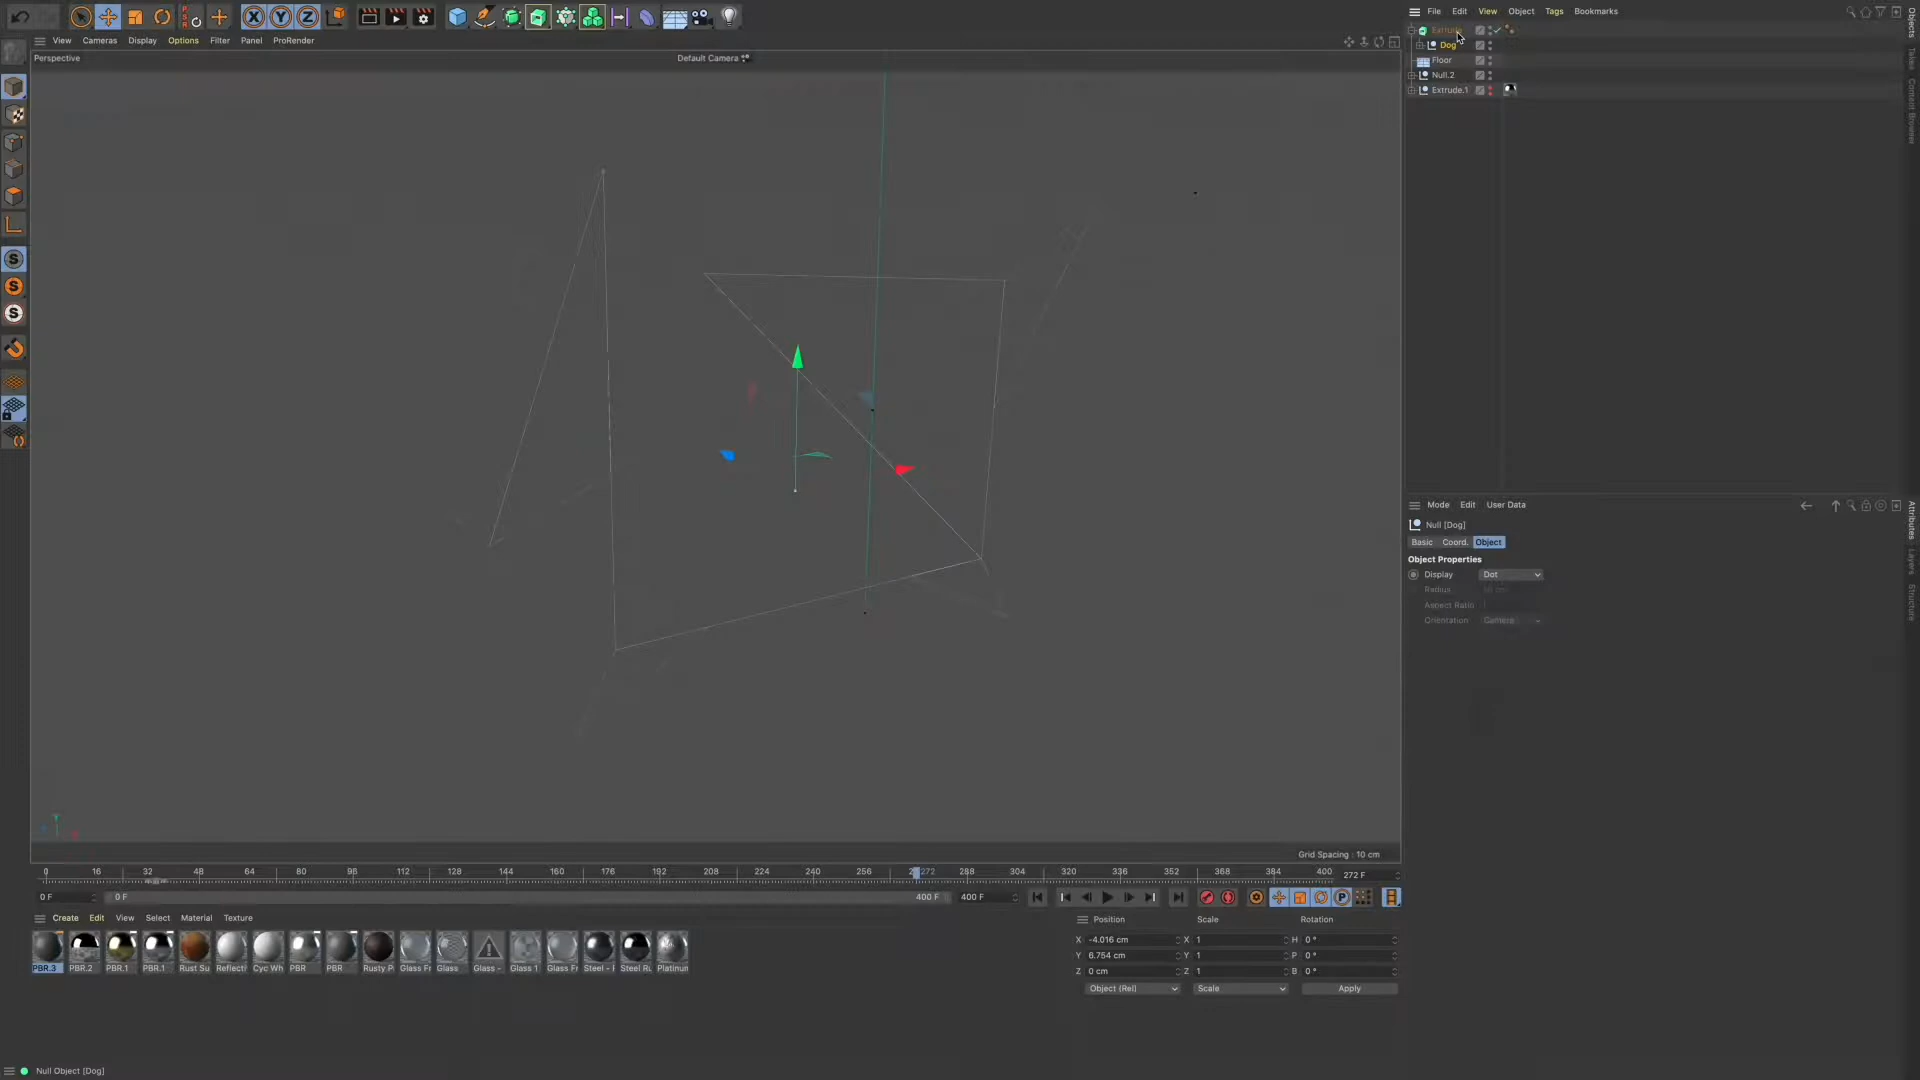 File Edit View Object Tags Bookmarks
View Cameras Display Options Filter Panel ProRender
Perspective
Default Camera
Extrude
Dog
Floor
Null.2
Extrude.1
Objects
Takes
Content Browser
Mode Edit User Data
Null [Dog]
Basic Coord. Object
Object Properties
Display Dot
Radius
Aspect Ratio
Orientation Camera
Attributes
Layers
Structure
Grid Spacing : 10 cm
0 16 32 48 64 80 96 112 128 144 160 176 192 208 224 240 256 272 288 304 320 336 352 368 384 400 272 F
0 F 0 F 400 F 400 F
Create Edit View Select Material Texture
PBR.3 PBR.2 PBR.1 PBR.1 Rust Su Reflecti Cyc Wh PBR PBR Rusty P Glass Fr Glass Glass - Glass 1 Glass Fr Steel - F Steel Ru Platinum
Position Scale Rotation
X -4.016 cm X 1 H 0 °
Y 6.754 cm Y 1 P 0 °
Z 0 cm Z 1 B 0 °
Object (Rel) Scale Apply
Null Object [Dog]